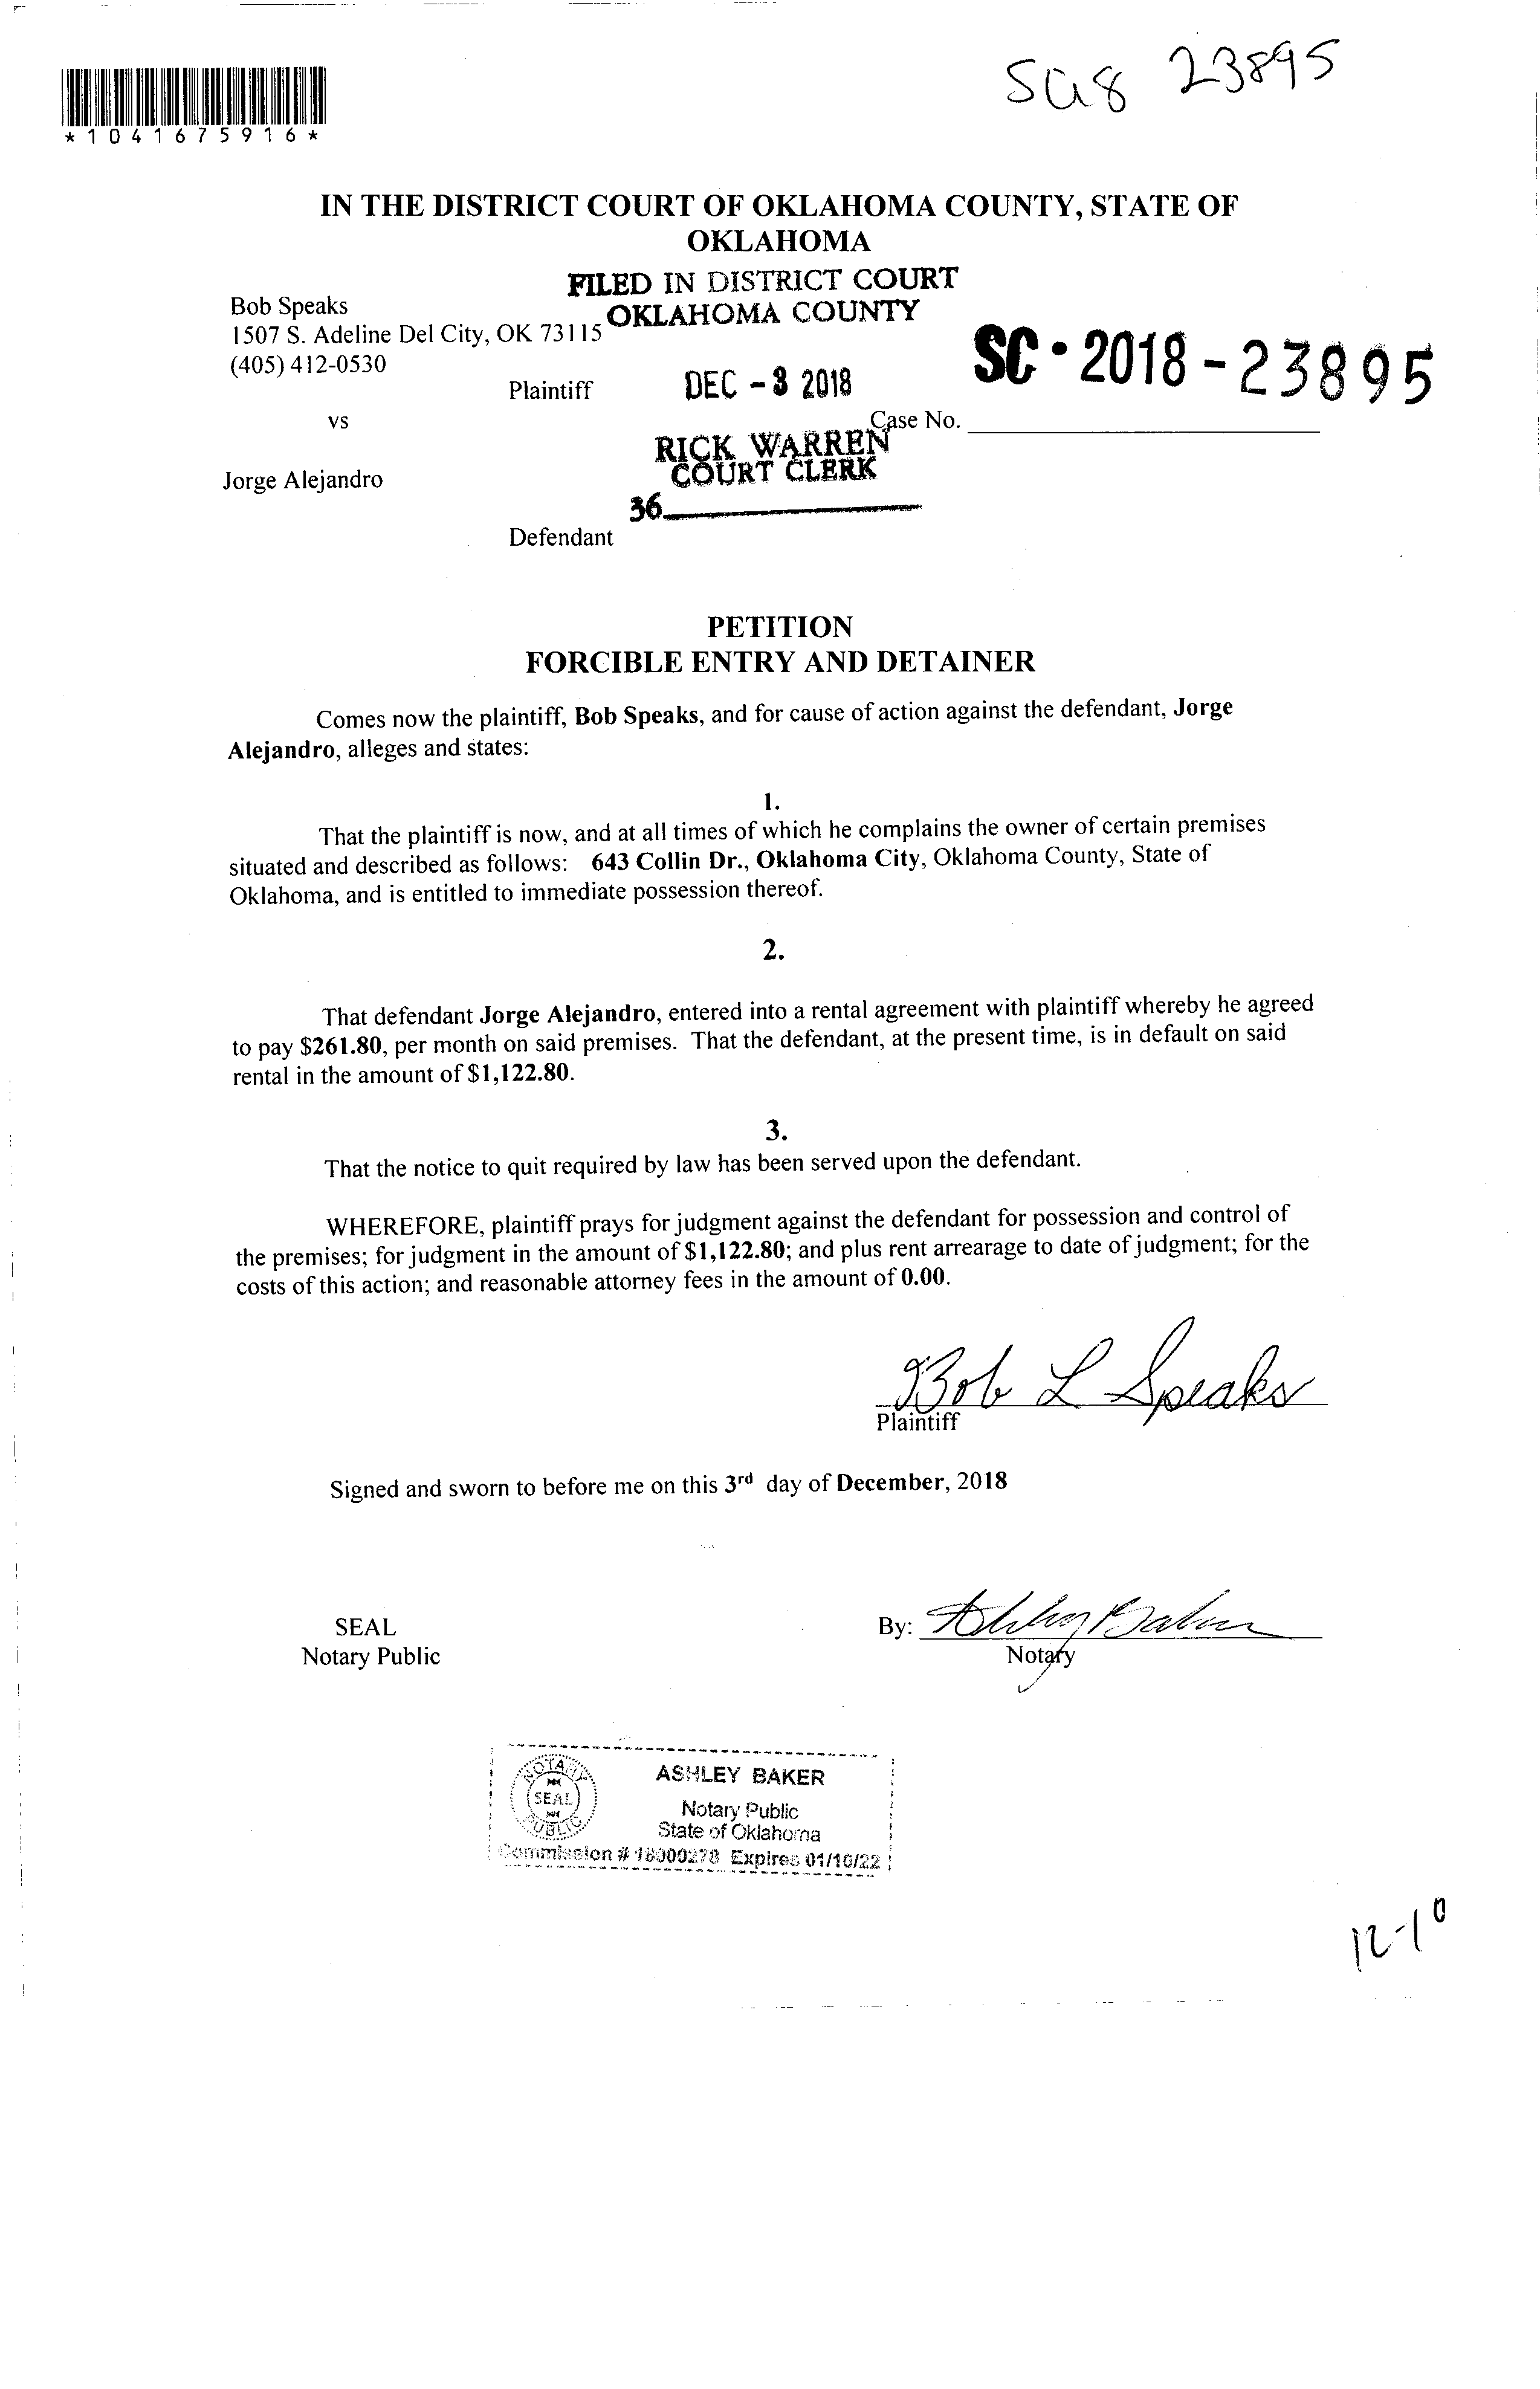 *1041675916*
SC18 23895
IN THE DISTRICT COURT OF OKLAHOMA COUNTY, STATE OF
OKLAHOMA
FILED IN DISTRICT COURT
OKLAHOMA COUNTY
Bob Speaks
1507 S. Adeline Del City, OK 73115
(405) 412-0530
Plaintiff
DEC - 3 2018
SC · 2018 - 23895
vs
Case No.
RICK WARREN
COURT CLERK
Jorge Alejandro
36
Defendant
PETITION
FORCIBLE ENTRY AND DETAINER
Comes now the plaintiff, Bob Speaks, and for cause of action against the defendant, Jorge
Alejandro, alleges and states:
1.
That the plaintiff is now, and at all times of which he complains the owner of certain premises
situated and described as follows: 643 Collin Dr., Oklahoma City, Oklahoma County, State of
Oklahoma, and is entitled to immediate possession thereof.
2.
That defendant Jorge Alejandro, entered into a rental agreement with plaintiff whereby he agreed
to pay $261.80, per month on said premises. That the defendant, at the present time, is in default on said
rental in the amount of $1,122.80.
3.
That the notice to quit required by law has been served upon the defendant.
WHEREFORE, plaintiff prays for judgment against the defendant for possession and control of
the premises; for judgment in the amount of $1,122.80; and plus rent arrearage to date of judgment; for the
costs of this action; and reasonable attorney fees in the amount of 0.00.
Bob L Speaks
Plaintiff
Signed and sworn to before me on this 3rd day of December, 2018
SEAL
Notary Public
By: Ashley Baker
Notary
NOTARY
SEAL
PUBLIC
ASHLEY BAKER
Notary Public
State of Oklahoma
Commission # 18000278 Expires 01/10/22
12-10